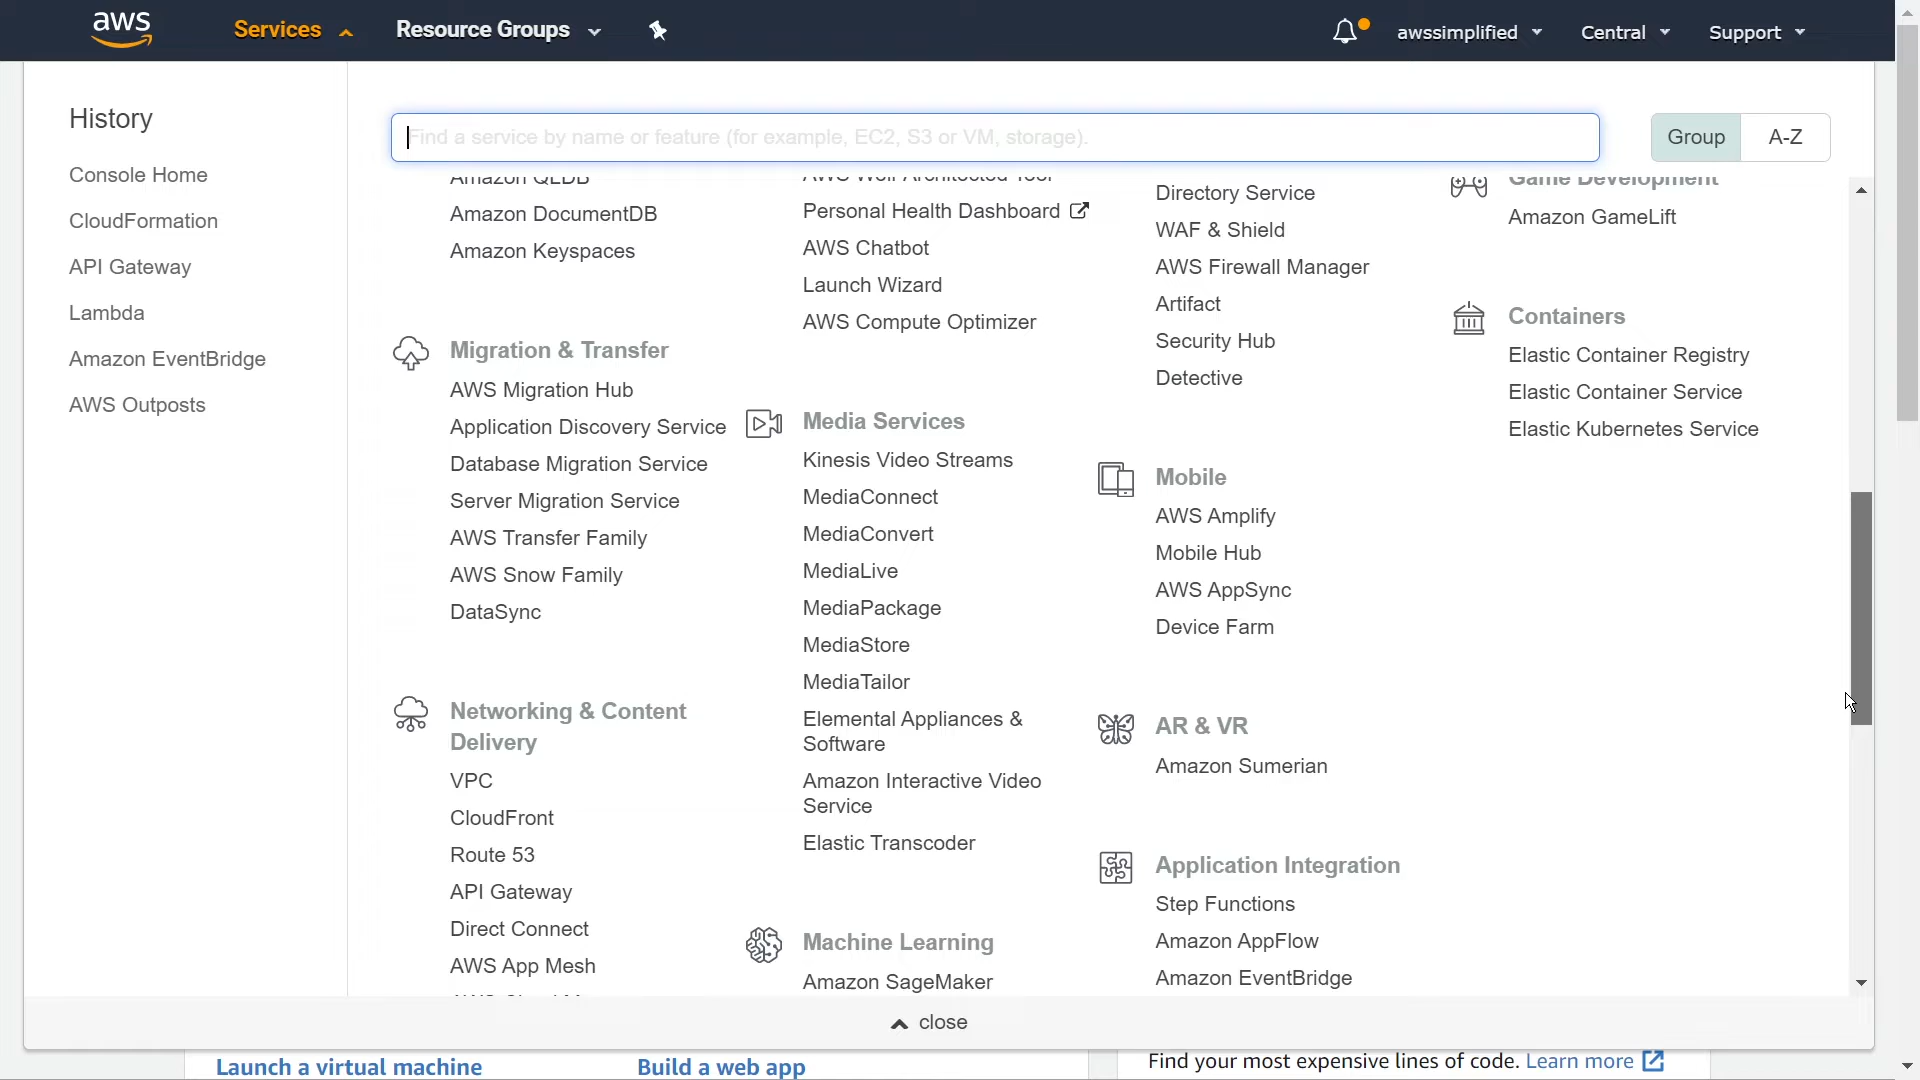 aws
Services
Resource Groups
awssimplified
Central
Support
History
Console Home
CloudFormation
API Gateway
Lambda
Amazon EventBridge
AWS Outposts
Find a service by name or feature (for example, EC2, S3 or VM, storage).
Group
A-Z
Amazon QLDB
Amazon DocumentDB
Amazon Keyspaces
Migration & Transfer
AWS Migration Hub
Application Discovery Service
Database Migration Service
Server Migration Service
AWS Transfer Family
AWS Snow Family
DataSync
Networking & Content
Delivery
VPC
CloudFront
Route 53
API Gateway
Direct Connect
AWS App Mesh
AWS Well-Architected Tool
Personal Health Dashboard
AWS Chatbot
Launch Wizard
AWS Compute Optimizer
Media Services
Kinesis Video Streams
MediaConnect
MediaConvert
MediaLive
MediaPackage
MediaStore
MediaTailor
Elemental Appliances &
Software
Amazon Interactive Video
Service
Elastic Transcoder
Machine Learning
Amazon SageMaker
Directory Service
WAF & Shield
AWS Firewall Manager
Artifact
Security Hub
Detective
Mobile
AWS Amplify
Mobile Hub
AWS AppSync
Device Farm
AR & VR
Amazon Sumerian
Application Integration
Step Functions
Amazon AppFlow
Amazon EventBridge
Game Development
Amazon GameLift
Containers
Elastic Container Registry
Elastic Container Service
Elastic Kubernetes Service
close
Launch a virtual machine
Build a web app
Find your most expensive lines of code. Learn more